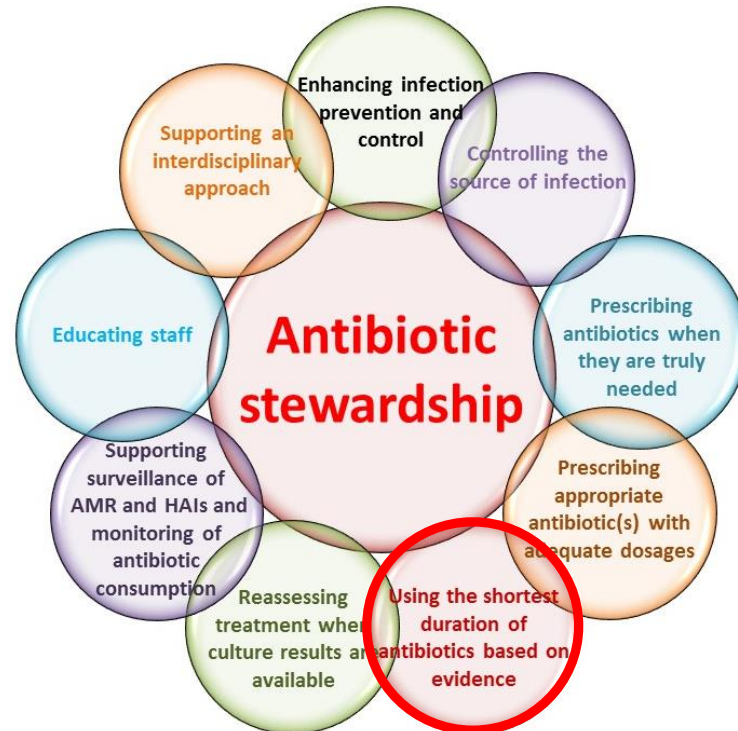 Enhancing infection
prevention and
control
Controlling the
source of infection
Prescribing
antibiotics when
they are truly
needed
Prescribing
appropriate
antibiotic(s) with
adequate dosages
Using the shortest
duration of
antibiotics based on
evidence
Reassessing
treatment when
culture results are
available
Supporting
surveillance of
AMR and HAIs and
monitoring of
antibiotic
consumption
Educating staff
Supporting an
interdisciplinary
approach
Antibiotic
stewardship